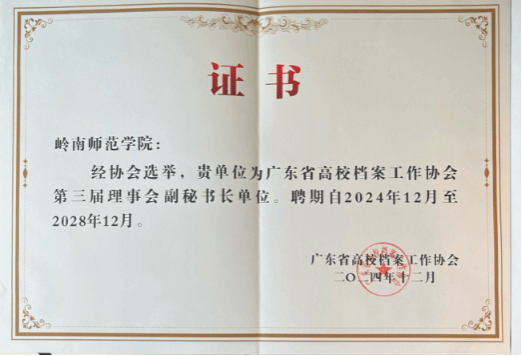 证书
岭南师范学院：
经协会选举，贵单位为广东省高校档案工作协会
第三届理事会副秘书长单位。聘期自2024年12月至
2028年12月。
广东省高校档案工作协会
二〇二四年十二月